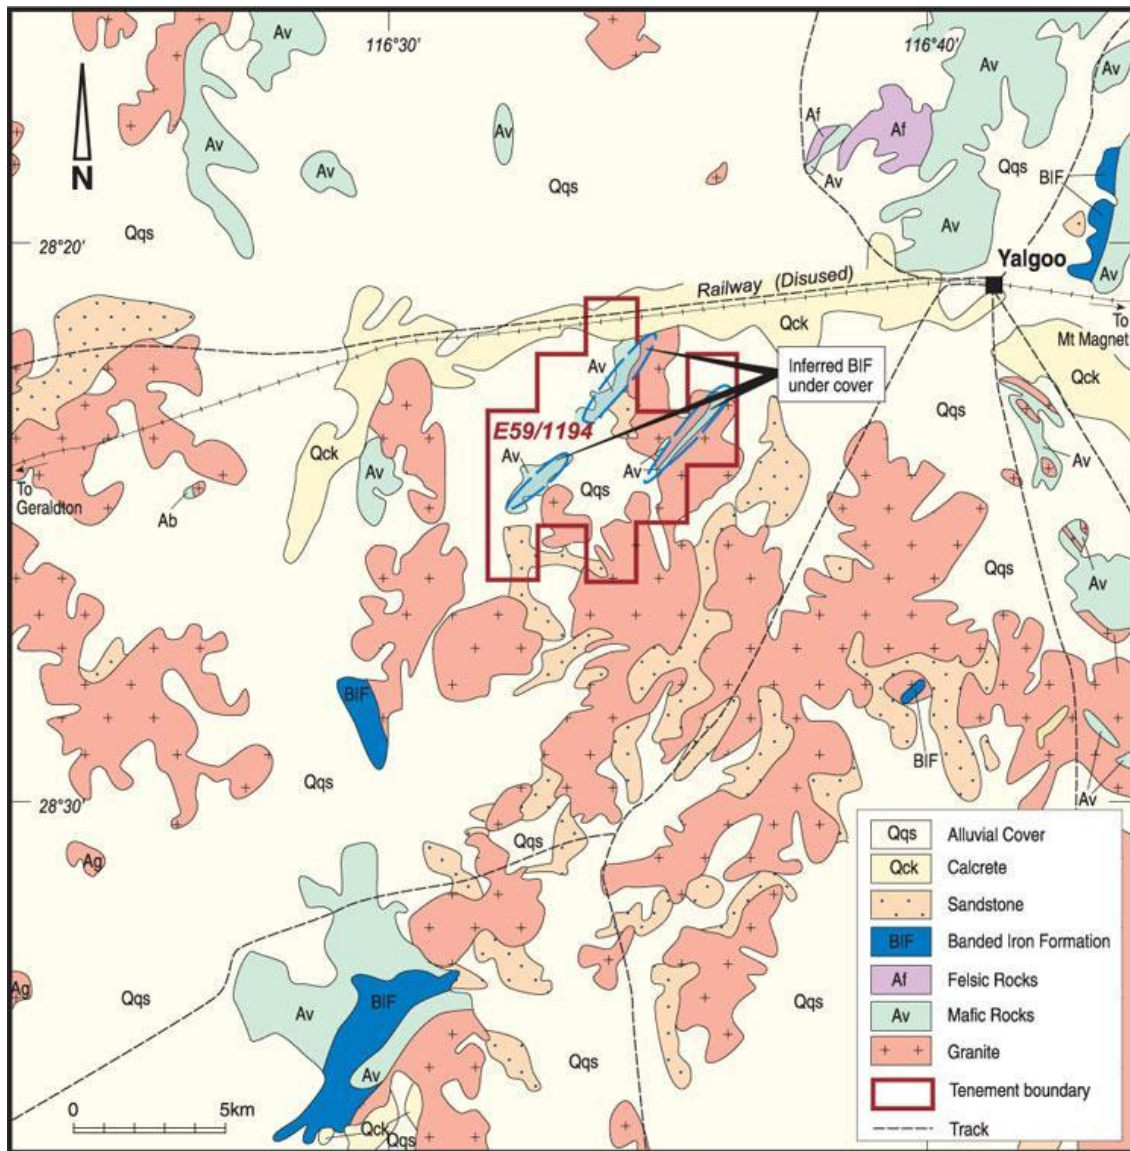 Av
116°30'
116°40'
Av
Av
Af
Af
Av
Av
Av
Qqs
BIF
Av
Av
Qqs
N
Qqs
28°20'
Av
Yalgoo
Av
Railway (Disused)
To
Mt Magnet
Qck
Av
Inferred BIF
under cover
Qck
Qqs
E59/1194
Qck
Av
Av
Av
Av
Qqs
To
Geraldton
Ab
Qqs
Av
BIF
BIF
Qqs
28°30'
Av
Qqs
Ag
Qqs Alluvial Cover
Qck Calcrete
Sandstone
BIF Banded Iron Formation
Af Felsic Rocks
Av Mafic Rocks
Granite
Tenement boundary
Track
Ag
Qqs
BIF
Av
Qqs
Qqs
Av
0 5km
Qck
Qqs